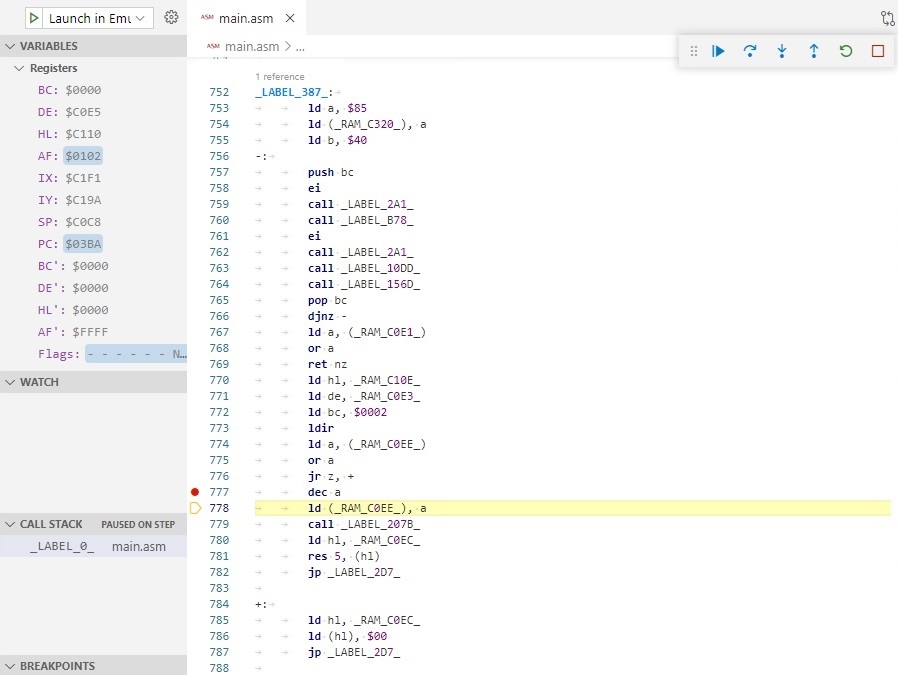 Launch in Emu
VARIABLES
Registers
BC: $0000
DE: $C0E5
HL: $C110
AF: $0102
IX: $C1F1
IY: $C19A
SP: $C0C8
PC: $03BA
BC': $0000
DE': $0000
HL': $0000
AF': $FFFF
Flags: - - - - - - N…
WATCH
CALL STACK PAUSED ON STEP
_LABEL_0_ main.asm
BREAKPOINTS
ASM main.asm
ASM main.asm > ...
1 reference
752 _LABEL_387_:
753 ld a, $85
754 ld (_RAM_C320_), a
755 ld b, $40
756 -:
757 push bc
758 ei
759 call _LABEL_2A1_
760 call _LABEL_B78_
761 ei
762 call _LABEL_2A1_
763 call _LABEL_10DD_
764 call _LABEL_156D_
765 pop bc
766 djnz -
767 ld a, (_RAM_C0E1_)
768 or a
769 ret nz
770 ld hl, _RAM_C10E_
771 ld de, _RAM_C0E3_
772 ld bc, $0002
773 ldir
774 ld a, (_RAM_C0EE_)
775 or a
776 jr z, +
777 dec a
778 ld (_RAM_C0EE_), a
779 call _LABEL_207B_
780 ld hl, _RAM_C0EC_
781 res 5, (hl)
782 jp _LABEL_2D7_
783
784 +:
785 ld hl, _RAM_C0EC_
786 ld (hl), $00
787 jp _LABEL_2D7_
788